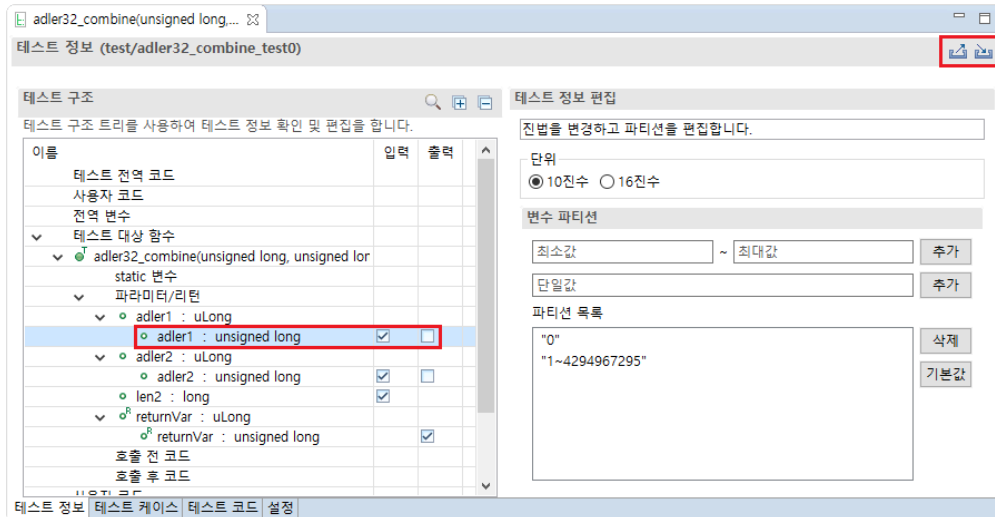 adler32_combine(unsigned long,...
테스트 정보 (test/adler32_combine_test0)
테스트 구조
테스트 구조 트리를 사용하여 테스트 정보 확인 및 편집을 합니다.
이름 입력 출력
테스트 전역 코드
사용자 코드
전역 변수
테스트 대상 함수
adler32_combine(unsigned long, unsigned lor
static 변수
파라미터/리턴
adler1 : uLong
adler1 : unsigned long
adler2 : uLong
adler2 : unsigned long
len2 : long
returnVar : uLong
returnVar : unsigned long
호출 전 코드
호출 후 코드
사용자 코드
테스트 정보 편집
진법을 변경하고 파티션을 편집합니다.
단위
10진수 16진수
변수 파티션
최소값 ~ 최대값 추가
단일값 추가
파티션 목록
"0" 삭제
"1~4294967295"
기본값
테스트 정보 테스트 케이스 테스트 코드 설정